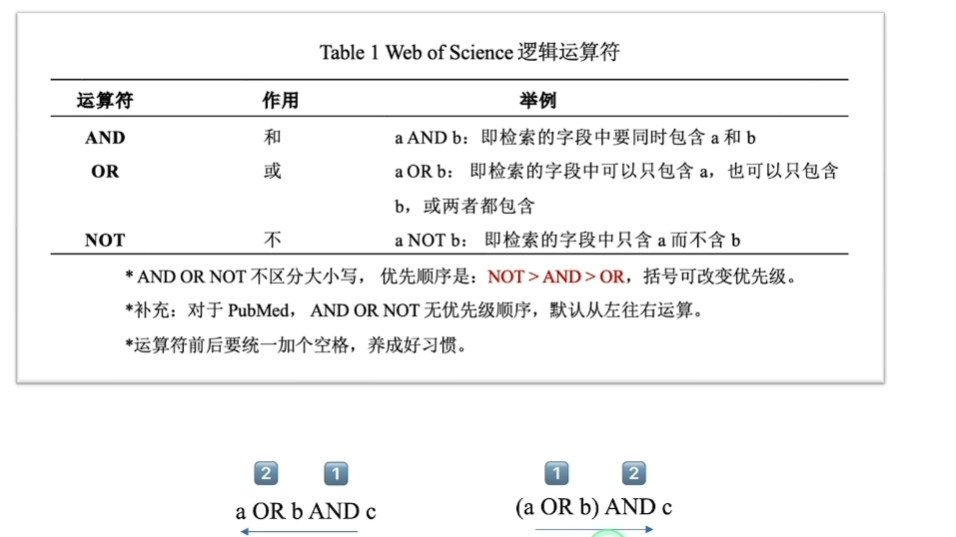 Table 1 Web of Science 逻辑运算符
运算符 作用 举例
AND 和 a AND b：即检索的字段中要同时包含 a 和 b
OR 或 a OR b： 即检索的字段中可以只包含 a，也可以只包含
b，或两者都包含
NOT 不 a NOT b： 即检索的字段中只含 a 而不含 b
* AND OR NOT 不区分大小写， 优先顺序是：NOT > AND > OR，括号可改变优先级。
*补充：对于 PubMed， AND OR NOT 无优先级顺序，默认从左往右运算。
*运算符前后要统一加个空格，养成好习惯。
2 1 1 2
a OR b AND c (a OR b) AND c